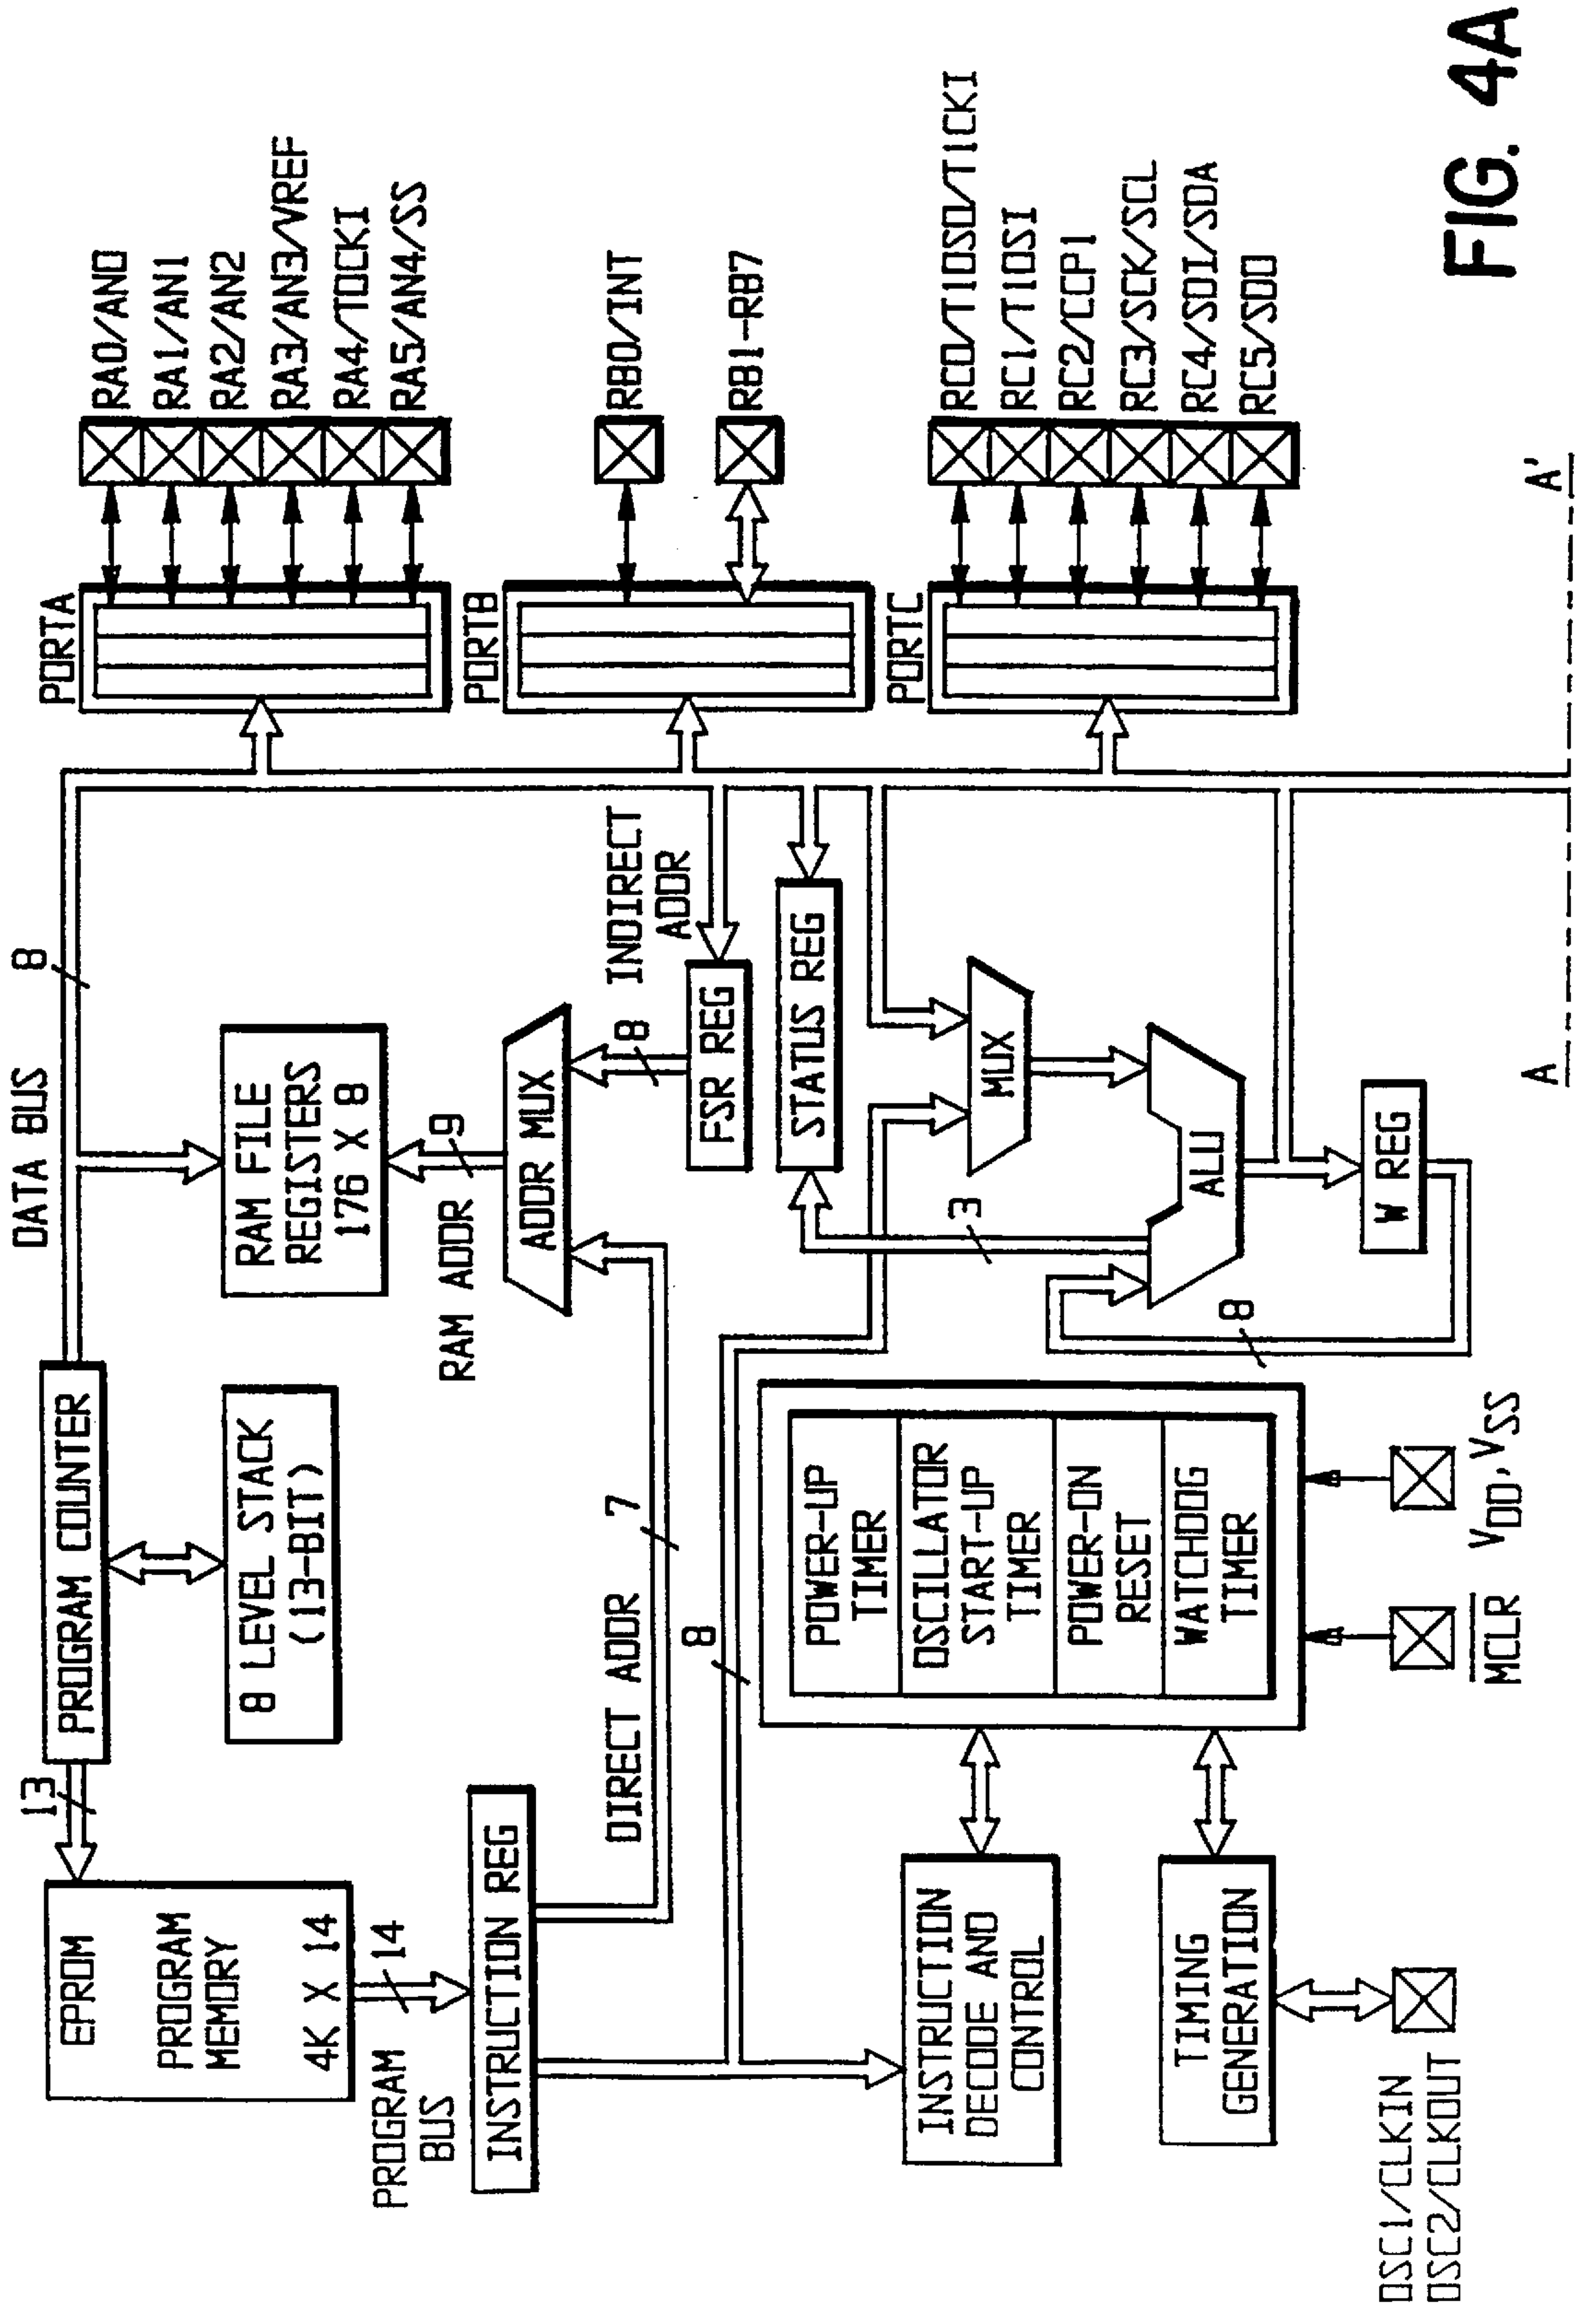 DATA BUS
8
PROGRAM COUNTER
13
EPROM
PROGRAM
MEMORY
4K X 14
8 LEVEL STACK
(13-BIT)
RAM FILE
REGISTERS
176 X 8
PROGRAM
BUS
14
RAM ADDR
9
INSTRUCTION REG
ADDR MUX
DIRECT ADDR
7
8
INDIRECT
ADDR
FSR REG
STATUS REG
8
3
MUX
ALU
8
W REG
POWER-UP
TIMER
OSCILLATOR
START-UP
TIMER
POWER-ON
RESET
WATCHDOG
TIMER
INSTRUCTION
DECODE AND
CONTROL
TIMING
GENERATION
OSC1/CLKIN
OSC2/CLKOUT
MCLR
VDD, VSS
PORTA
RA0/AN0
RA1/AN1
RA2/AN2
RA3/AN3/VREF
RA4/T0CKI
RA5/AN4/SS
PORTB
RB0/INT
RB1-RB7
PORTC
RC0/T1OSO/T1CKI
RC1/T1OSI
RC2/CCP1
RC3/SCK/SCL
RC4/SDI/SDA
RC5/SDO
A
A'
FIG. 4A